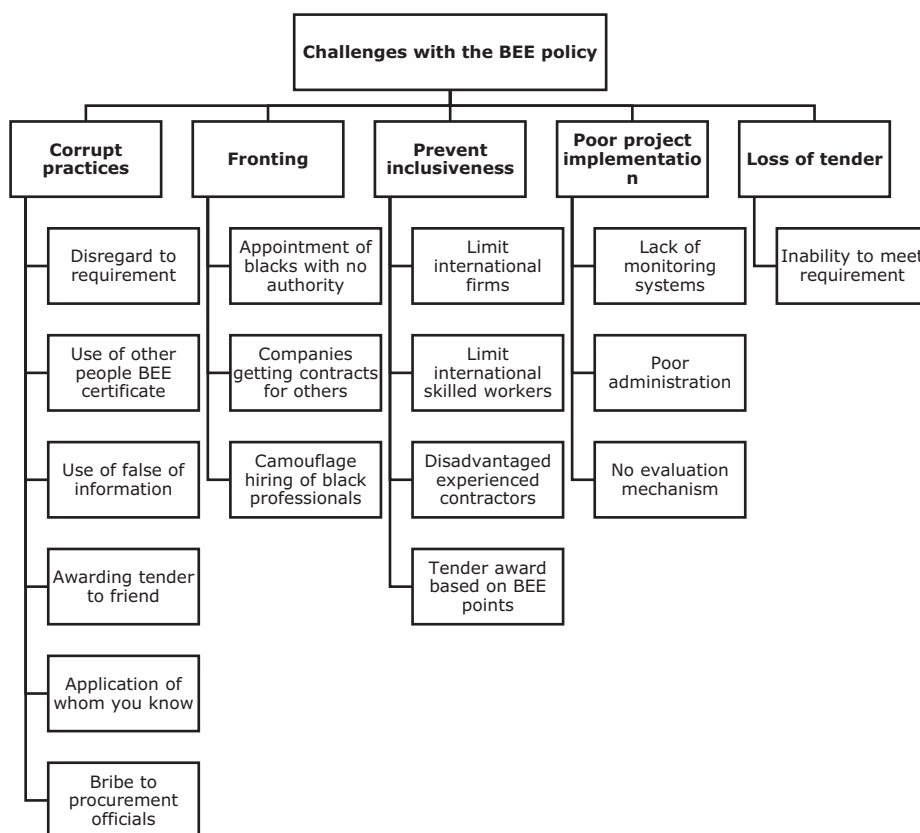 Challenges with the BEE policy
Corrupt
practices
Fronting
Prevent
inclusiveness
Poor project
implementatio
n
Loss of tender
Disregard to
requirement
Use of other
people BEE
certificate
Use of false of
information
Awarding tender
to friend
Application of
whom you know
Bribe to
procurement
officials
Appointment of
blacks with no
authority
Companies
getting contracts
for others
Camouflage
hiring of black
professionals
Limit
international
firms
Limit
international
skilled workers
Disadvantaged
experienced
contractors
Tender award
based on BEE
points
Lack of
monitoring
systems
Poor
administration
No evaluation
mechanism
Inability to meet
requirement